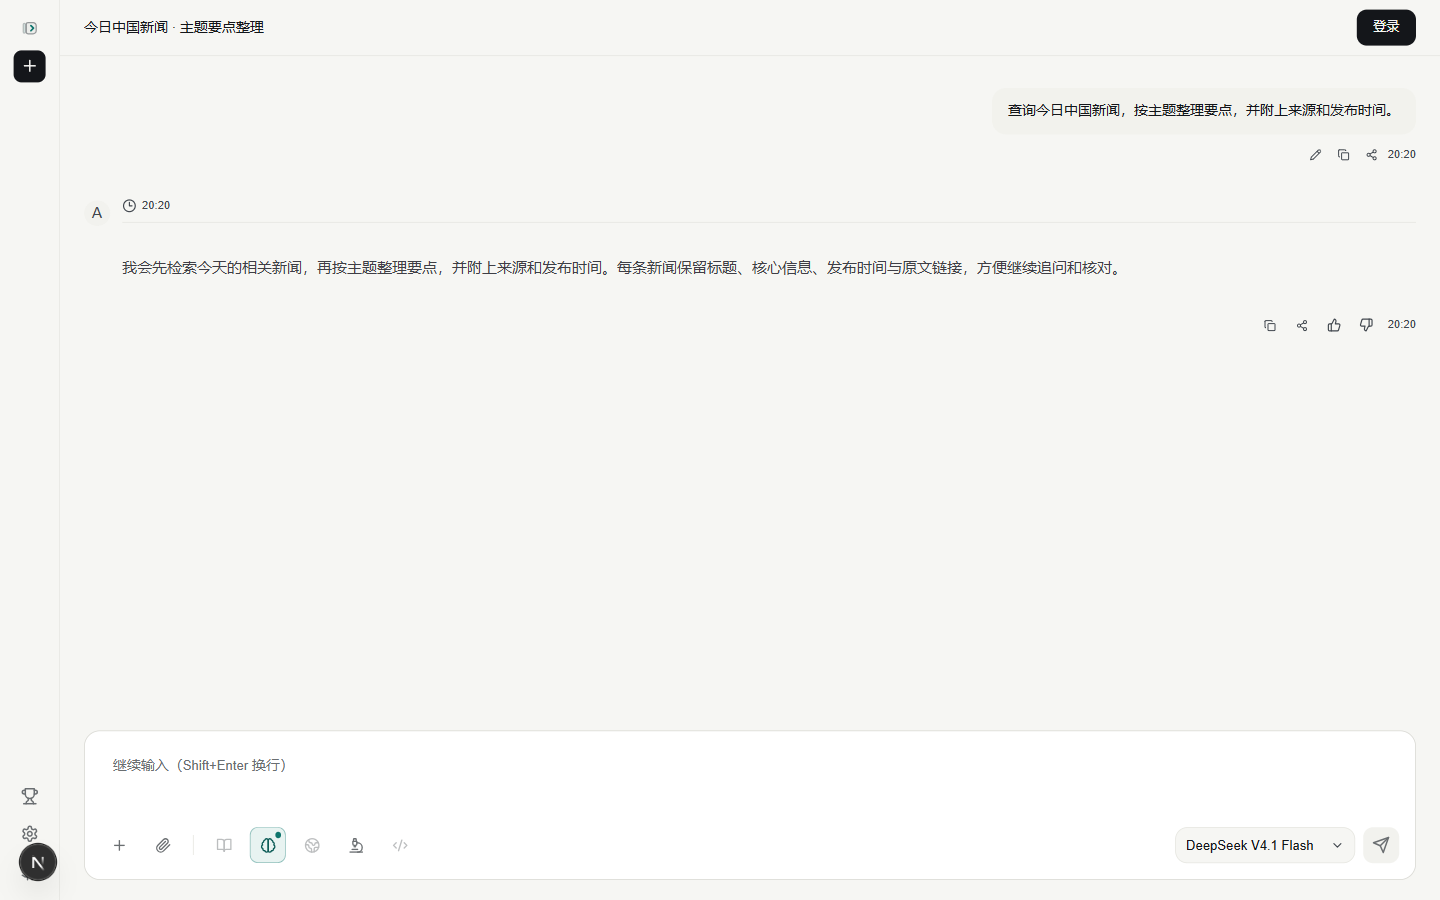 今日中国新闻 · 主题要点整理
登录
查询今日中国新闻，按主题整理要点，并附上来源和发布时间。
20:20
A
20:20
我会先检索今天的相关新闻，再按主题整理要点，并附上来源和发布时间。每条新闻保留标题、核心信息、发布时间与原文链接，方便继续追问和核对。
20:20
继续输入（Shift+Enter 换行）
DeepSeek V4.1 Flash
N